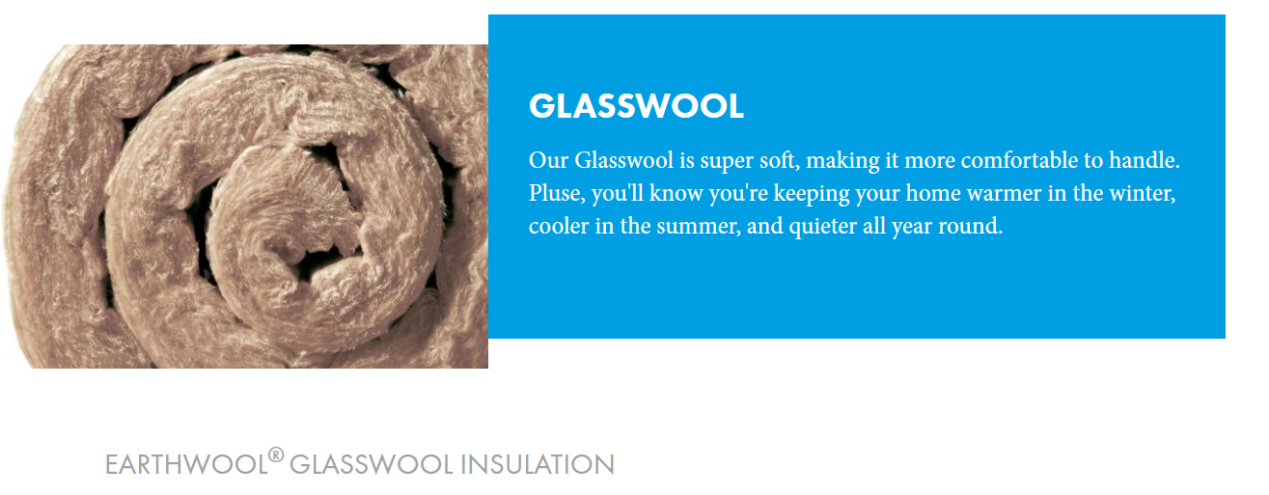 GLASSWOOL
Our Glasswool is super soft, making it more comfortable to handle.
Pluse, you'll know you're keeping your home warmer in the winter,
cooler in the summer, and quieter all year round.
EARTHWOOL® GLASSWOOL INSULATION